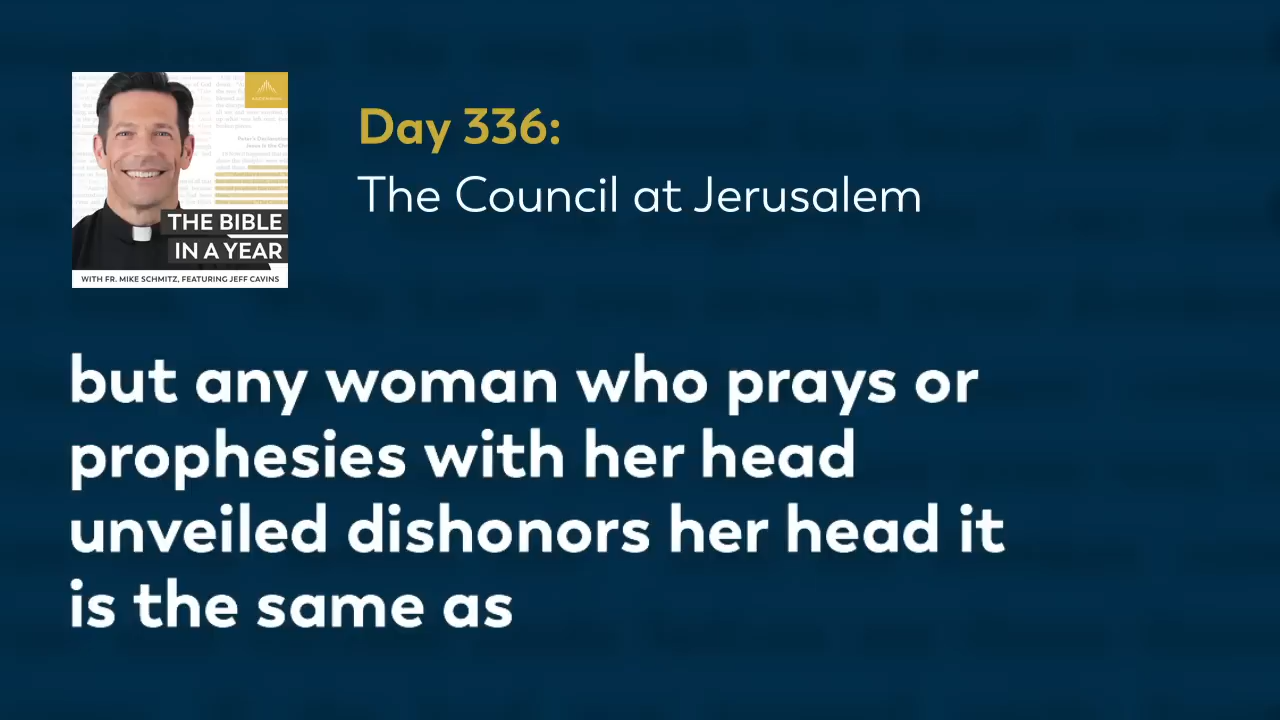 Day 336:
The Council at Jerusalem
THE BIBLE
IN A YEAR
WITH FR. MIKE SCHMITZ, FEATURING JEFF CAVINS
but any woman who prays or
prophesies with her head
unveiled dishonors her head it
is the same as